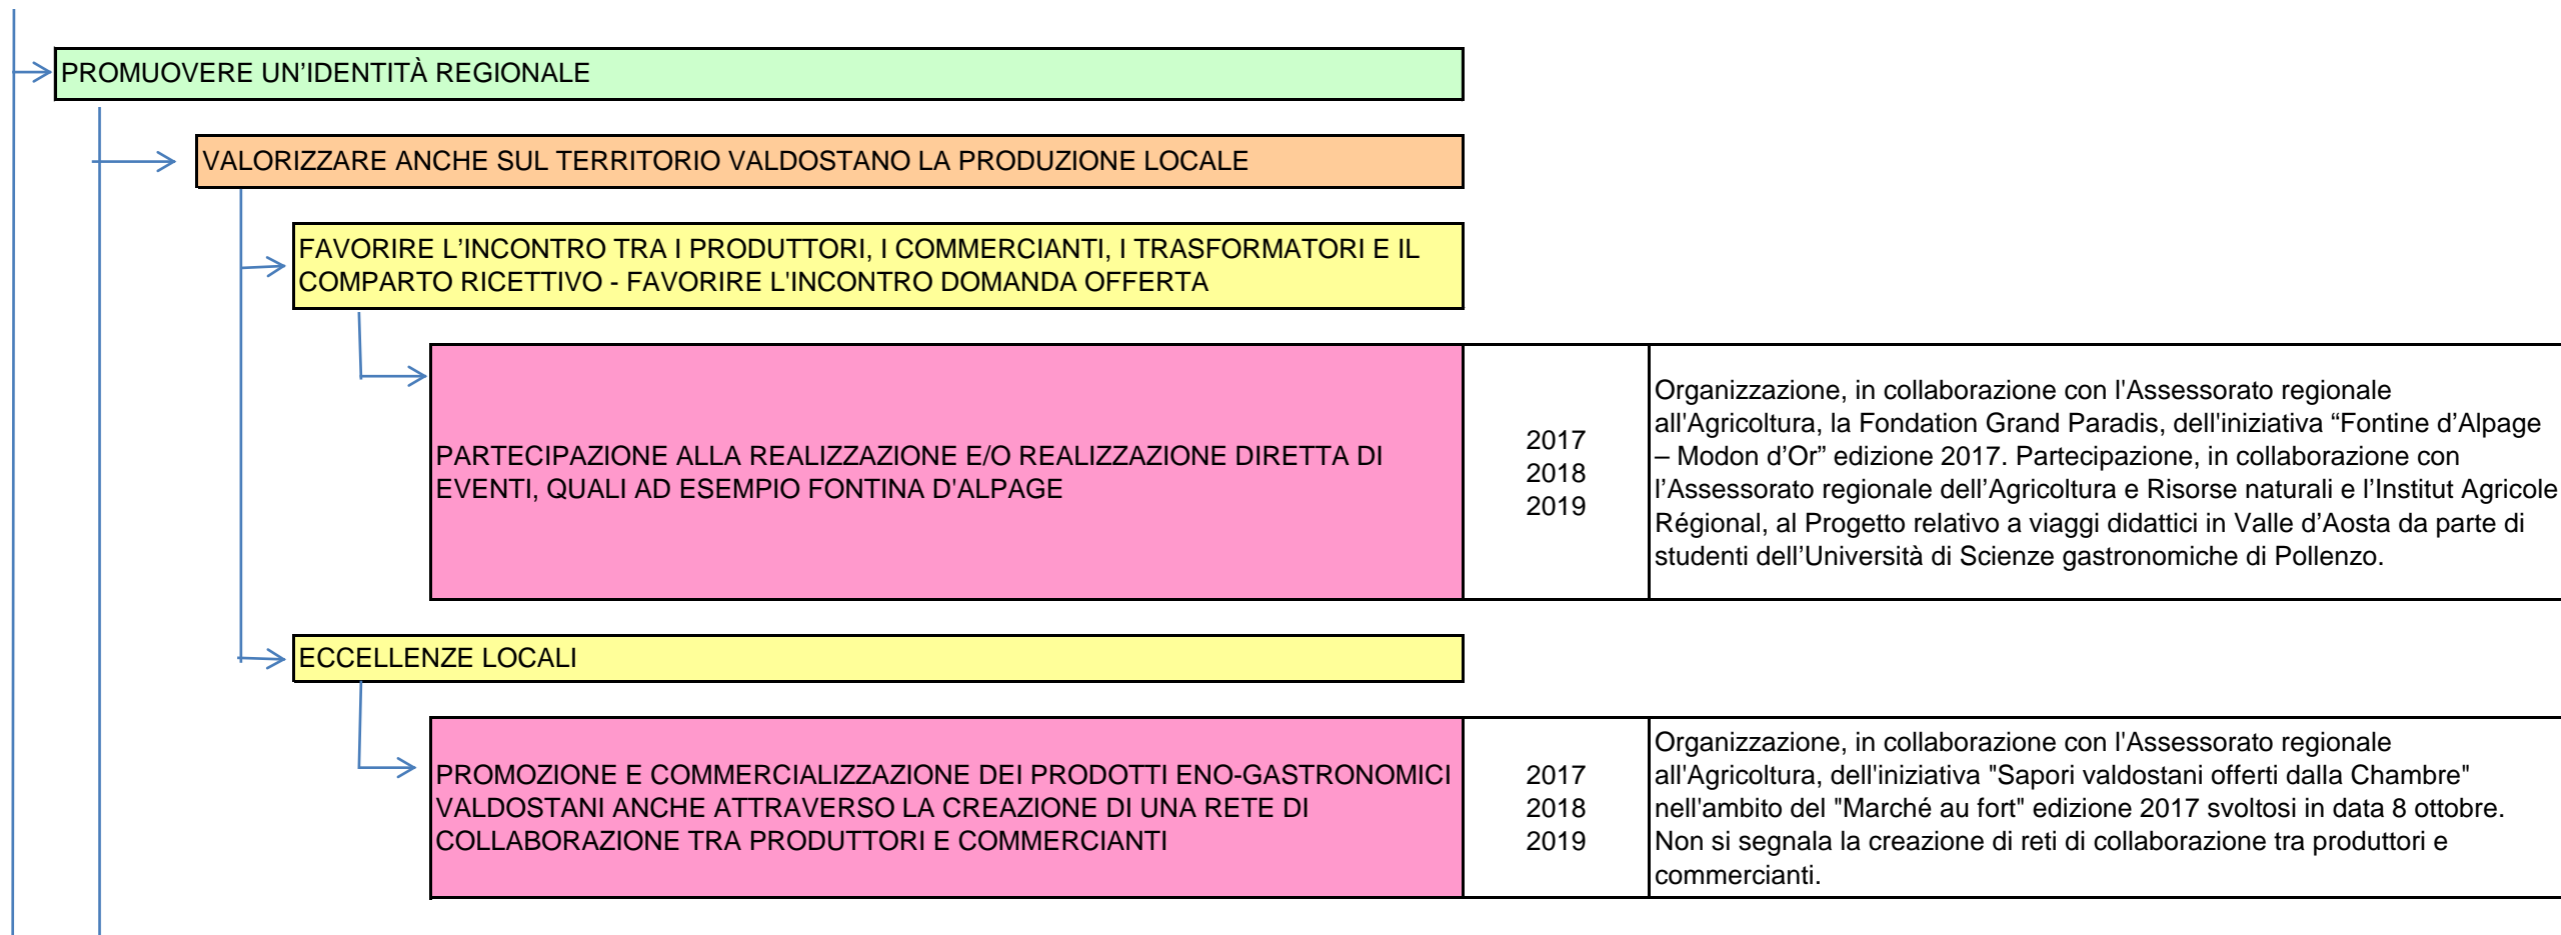 PROMUOVERE UN’IDENTITÀ REGIONALE
VALORIZZARE ANCHE SUL TERRITORIO VALDOSTANO LA PRODUZIONE LOCALE
FAVORIRE L’INCONTRO TRA I PRODUTTORI, I COMMERCIANTI, I TRASFORMATORI E IL
COMPARTO RICETTIVO - FAVORIRE L'INCONTRO DOMANDA OFFERTA
PARTECIPAZIONE ALLA REALIZZAZIONE E/O REALIZZAZIONE DIRETTA DI
EVENTI, QUALI AD ESEMPIO FONTINA D'ALPAGE
2017
2018
2019
Organizzazione, in collaborazione con l'Assessorato regionale
all'Agricoltura, la Fondation Grand Paradis, dell'iniziativa “Fontine d’Alpage
– Modon d’Or” edizione 2017. Partecipazione, in collaborazione con
l’Assessorato regionale dell’Agricoltura e Risorse naturali e l’Institut Agricole
Régional, al Progetto relativo a viaggi didattici in Valle d’Aosta da parte di
studenti dell’Università di Scienze gastronomiche di Pollenzo.
ECCELLENZE LOCALI
PROMOZIONE E COMMERCIALIZZAZIONE DEI PRODOTTI ENO-GASTRONOMICI
VALDOSTANI ANCHE ATTRAVERSO LA CREAZIONE DI UNA RETE DI
COLLABORAZIONE TRA PRODUTTORI E COMMERCIANTI
2017
2018
2019
Organizzazione, in collaborazione con l'Assessorato regionale
all'Agricoltura, dell'iniziativa "Sapori valdostani offerti dalla Chambre"
nell'ambito del "Marché au fort" edizione 2017 svoltosi in data 8 ottobre.
Non si segnala la creazione di reti di collaborazione tra produttori e
commercianti.